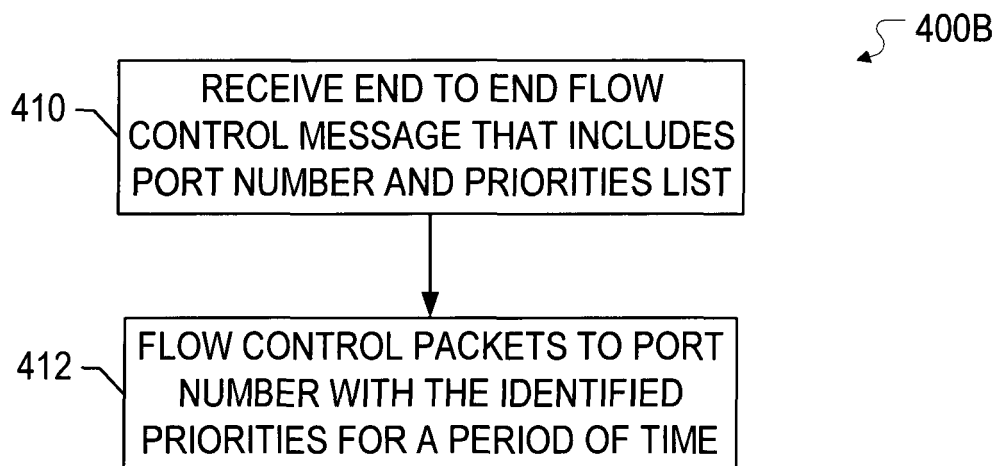 400B
410
RECEIVE END TO END FLOW
CONTROL MESSAGE THAT INCLUDES
PORT NUMBER AND PRIORITIES LIST
412
FLOW CONTROL PACKETS TO PORT
NUMBER WITH THE IDENTIFIED
PRIORITIES FOR A PERIOD OF TIME